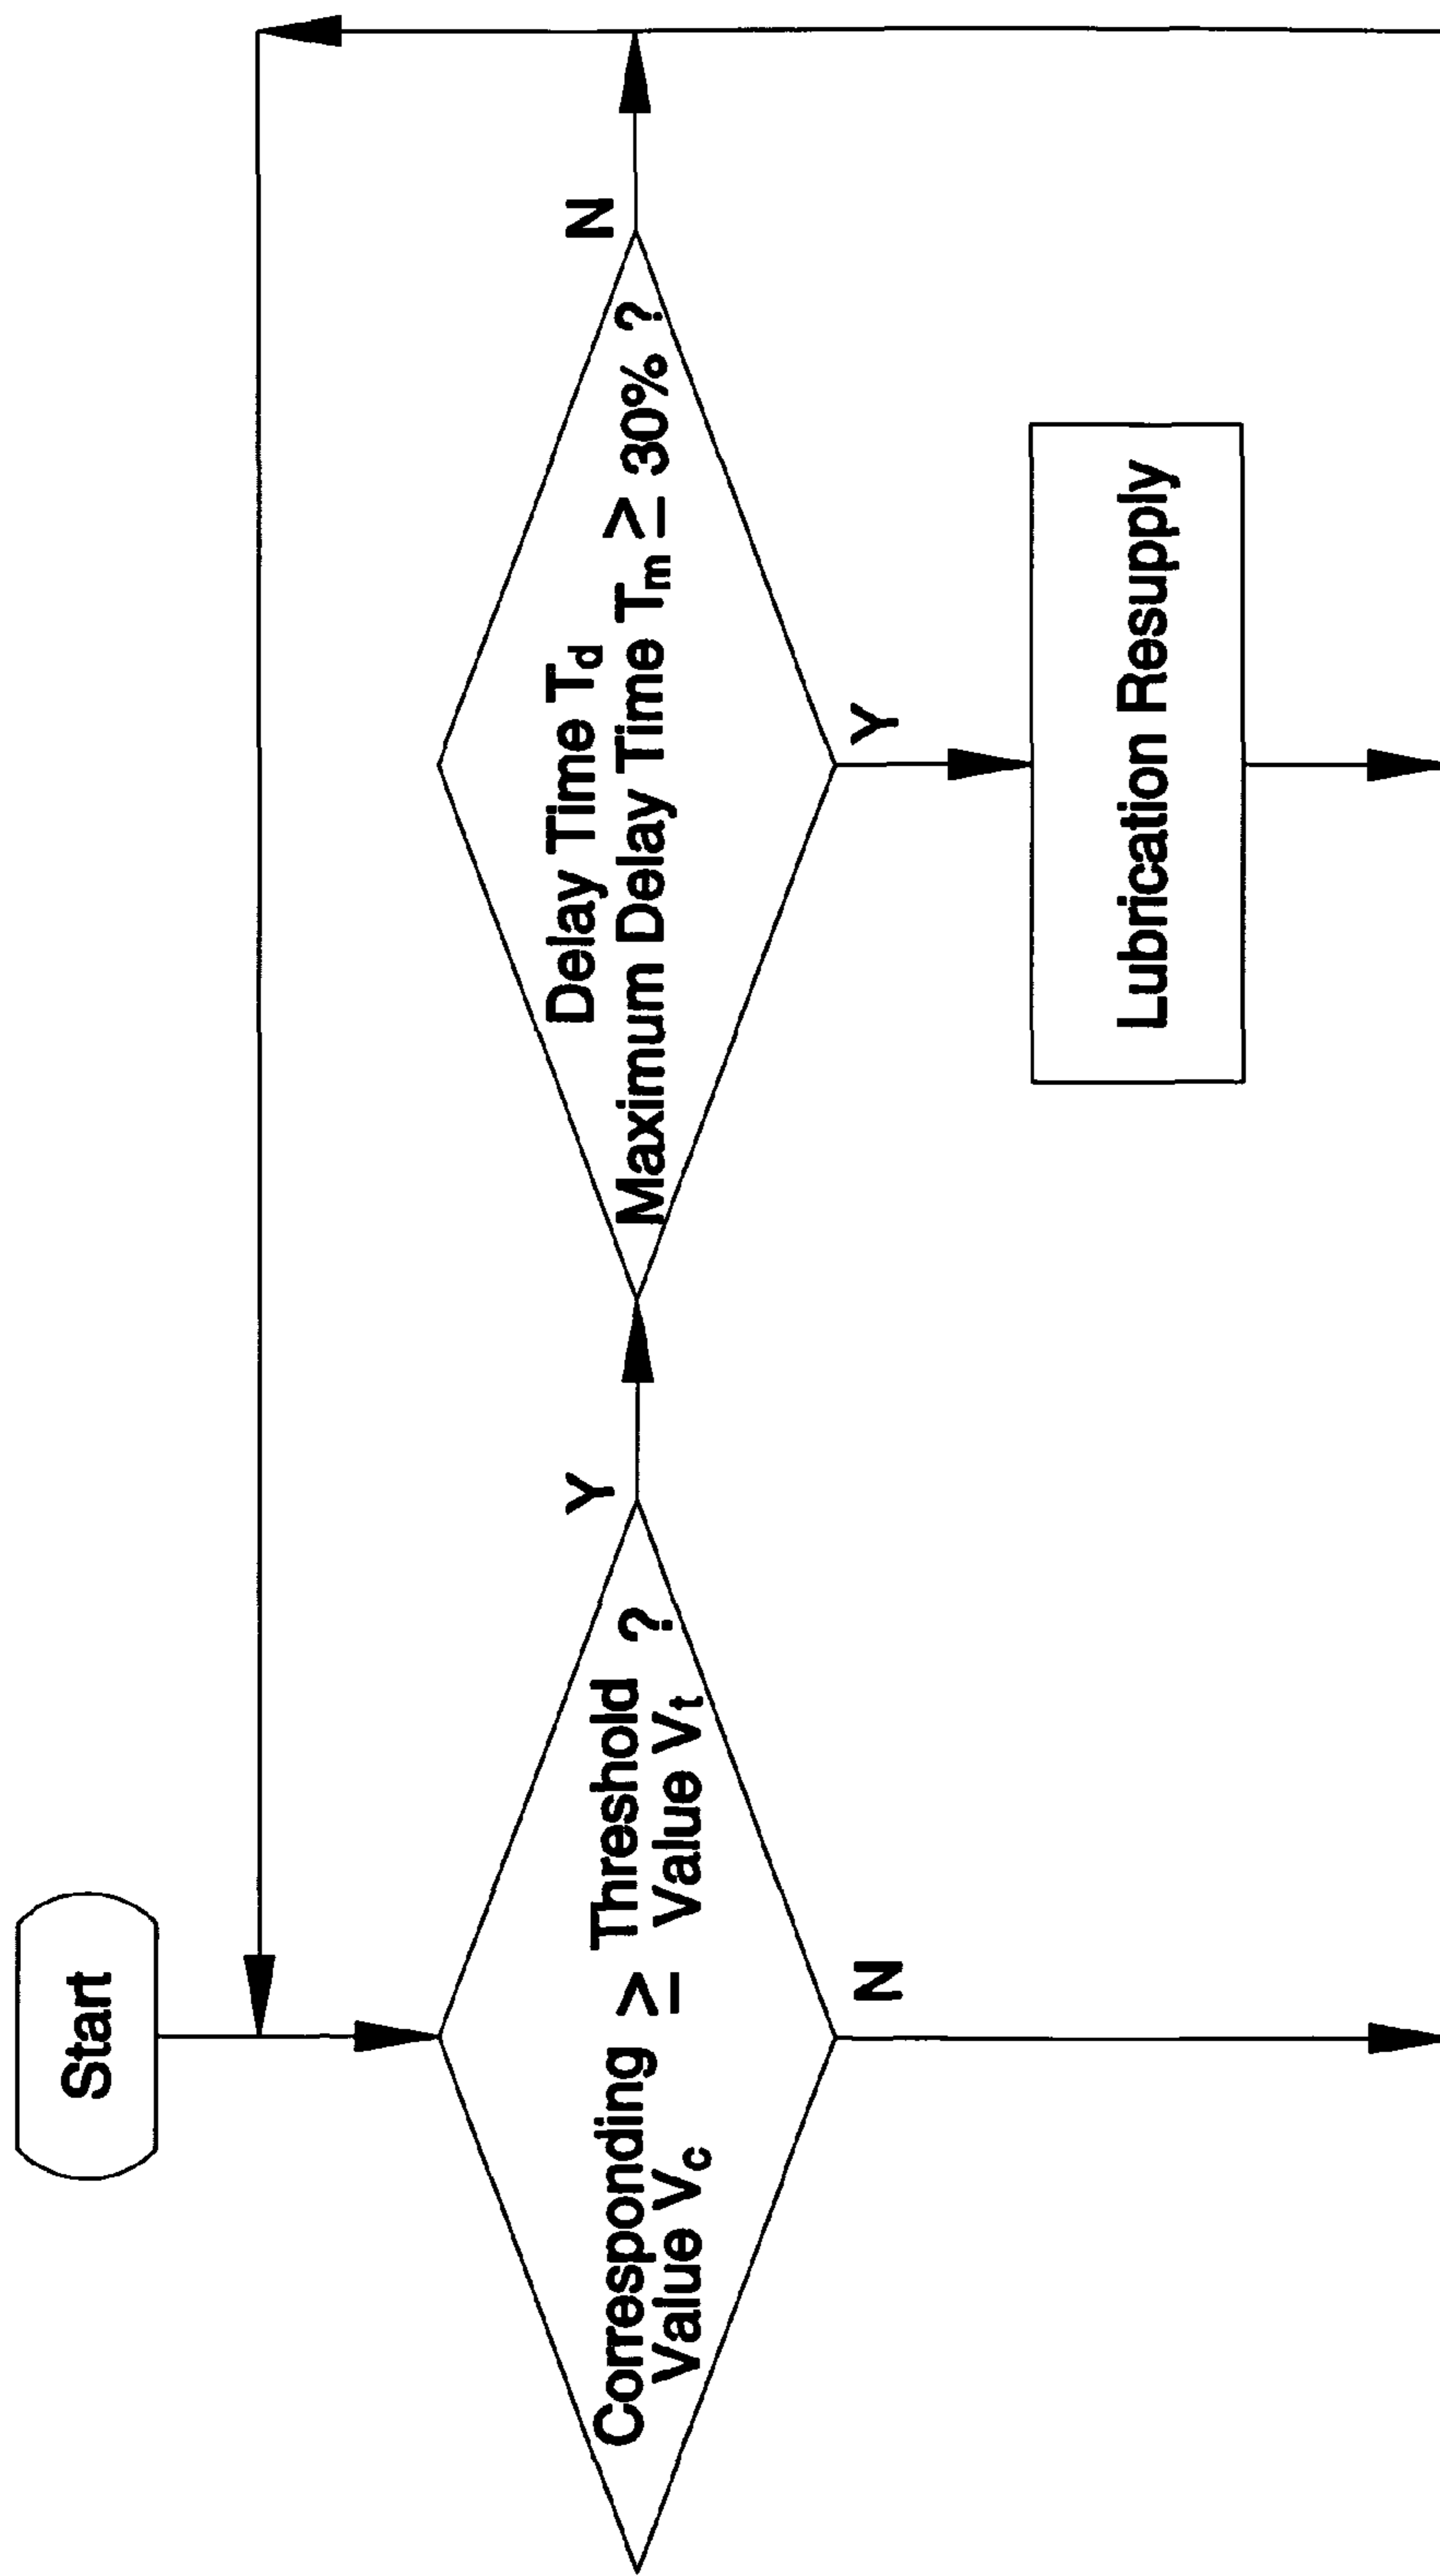 Start
Corresponding ≥ Threshold ?
Value Vc Value Vt
Y
N
Delay Time Td
Maximum Delay Time Tm ≥ 30% ?
N
Y
Lubrication Resupply